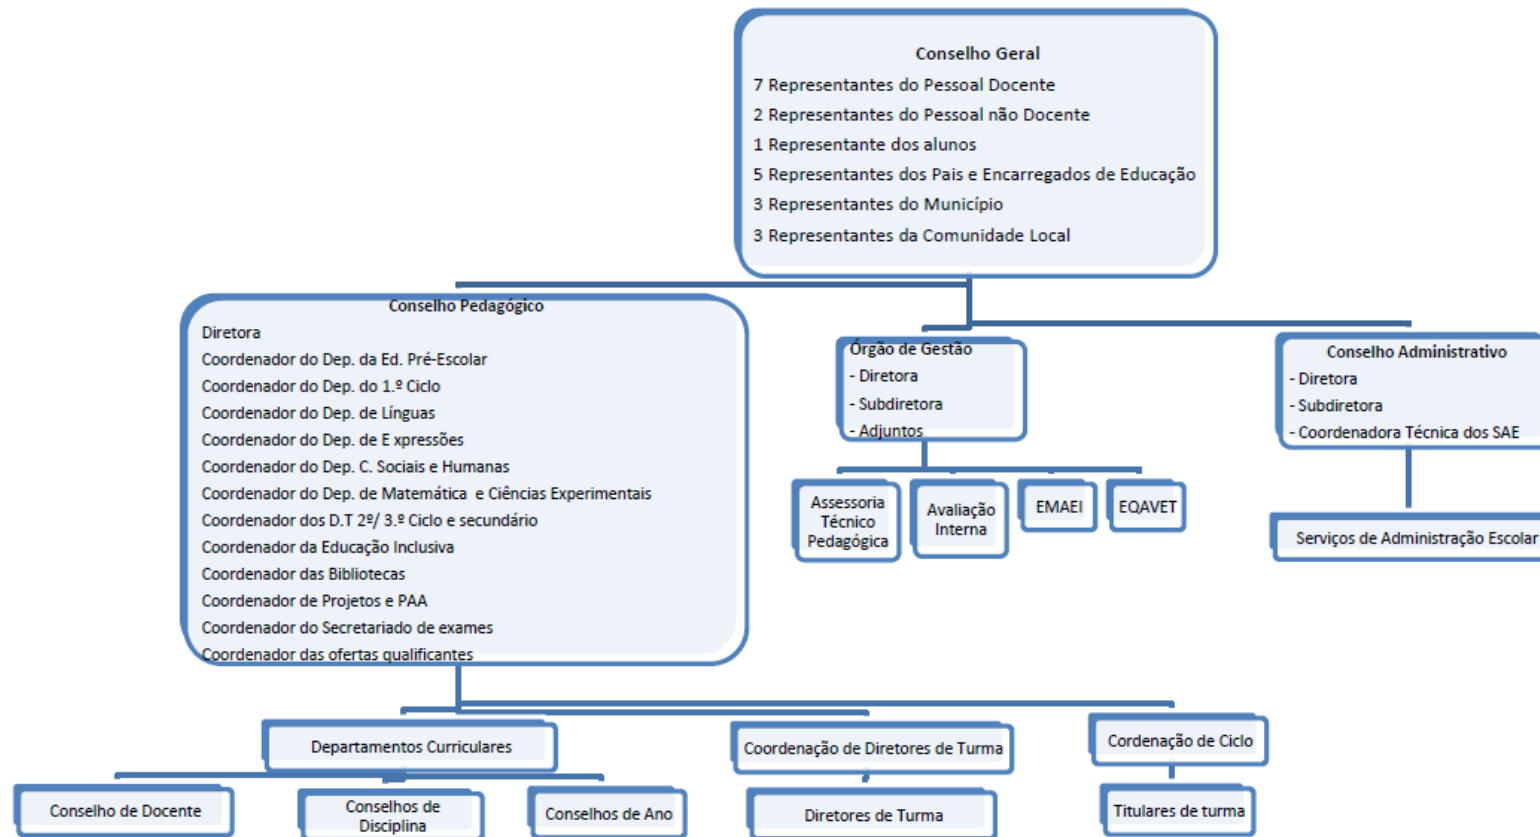 Conselho Geral
7 Representantes do Pessoal Docente
2 Representantes do Pessoal não Docente
1 Representante dos alunos
5 Representantes dos Pais e Encarregados de Educação
3 Representantes do Município
3 Representantes da Comunidade Local
Conselho Pedagógico
Diretora
Coordenador do Dep. da Ed. Pré-Escolar
Coordenador do Dep. do 1.º Ciclo
Coordenador do Dep. de Línguas
Coordenador do Dep. de E xpressões
Coordenador do Dep. C. Sociais e Humanas
Coordenador do Dep. de Matemática e Ciências Experimentais
Coordenador dos D.T 2º/ 3.º Ciclo e secundário
Coordenador da Educação Inclusiva
Coordenador das Bibliotecas
Coordenador de Projetos e PAA
Coordenador do Secretariado de exames
Coordenador das ofertas qualificantes
Órgão de Gestão
- Diretora
- Subdiretora
- Adjuntos
Conselho Administrativo
- Diretora
- Subdiretora
- Coordenadora Técnica dos SAE
Assessoria
Técnico
Pedagógica
Avaliação
Interna
EMAEI
EQAVET
Serviços de Administração Escolar
Departamentos Curriculares
Coordenação de Diretores de Turma
Cordenação de Ciclo
Conselho de Docente
Conselhos de
Disciplina
Conselhos de Ano
Diretores de Turma
Titulares de turma